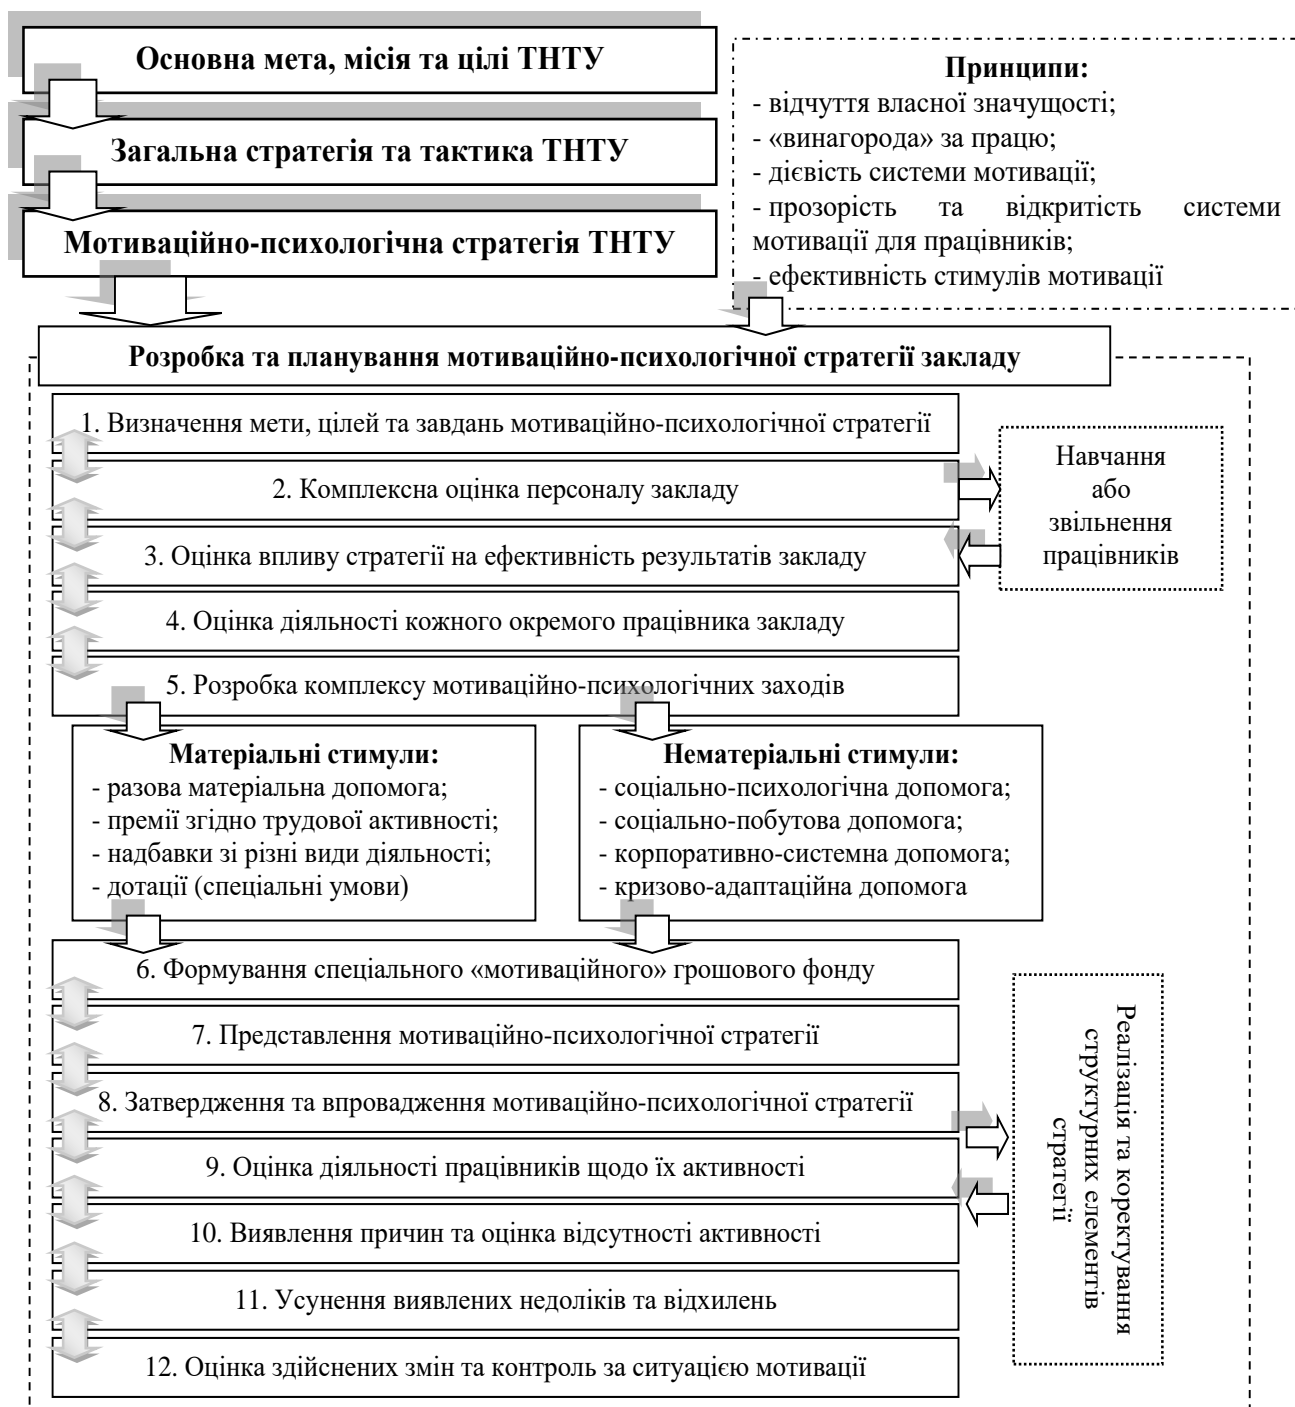 Основна мета, місія та цілі ТНТУ
Загальна стратегія та тактика ТНТУ
Мотиваційно-психологічна стратегія ТНТУ
Принципи:
- відчуття власної значущості;
- «винагорода» за працю;
- дієвість системи мотивації;
- прозорість та відкритість системи
мотивації для працівників;
- ефективність стимулів мотивації
Розробка та планування мотиваційно-психологічної стратегії закладу
1. Визначення мети, цілей та завдань мотиваційно-психологічної стратегії
2. Комплексна оцінка персоналу закладу
Навчання
або
звільнення
працівників
3. Оцінка впливу стратегії на ефективність результатів закладу
4. Оцінка діяльності кожного окремого працівника закладу
5. Розробка комплексу мотиваційно-психологічних заходів
Матеріальні стимули:
- разова матеріальна допомога;
- премії згідно трудової активності;
- надбавки зі різні види діяльності;
- дотації (спеціальні умови)
Нематеріальні стимули:
- соціально-психологічна допомога;
- соціально-побутова допомога;
- корпоративно-системна допомога;
- кризово-адаптаційна допомога
6. Формування спеціального «мотиваційного» грошового фонду
7. Представлення мотиваційно-психологічної стратегії
8. Затвердження та впровадження мотиваційно-психологічної стратегії
9. Оцінка діяльності працівників щодо їх активності
10. Виявлення причин та оцінка відсутності активності
11. Усунення виявлених недоліків та відхилень
12. Оцінка здійснених змін та контроль за ситуацією мотивації
Реалізація та коректування
структурних елементів
стратегії